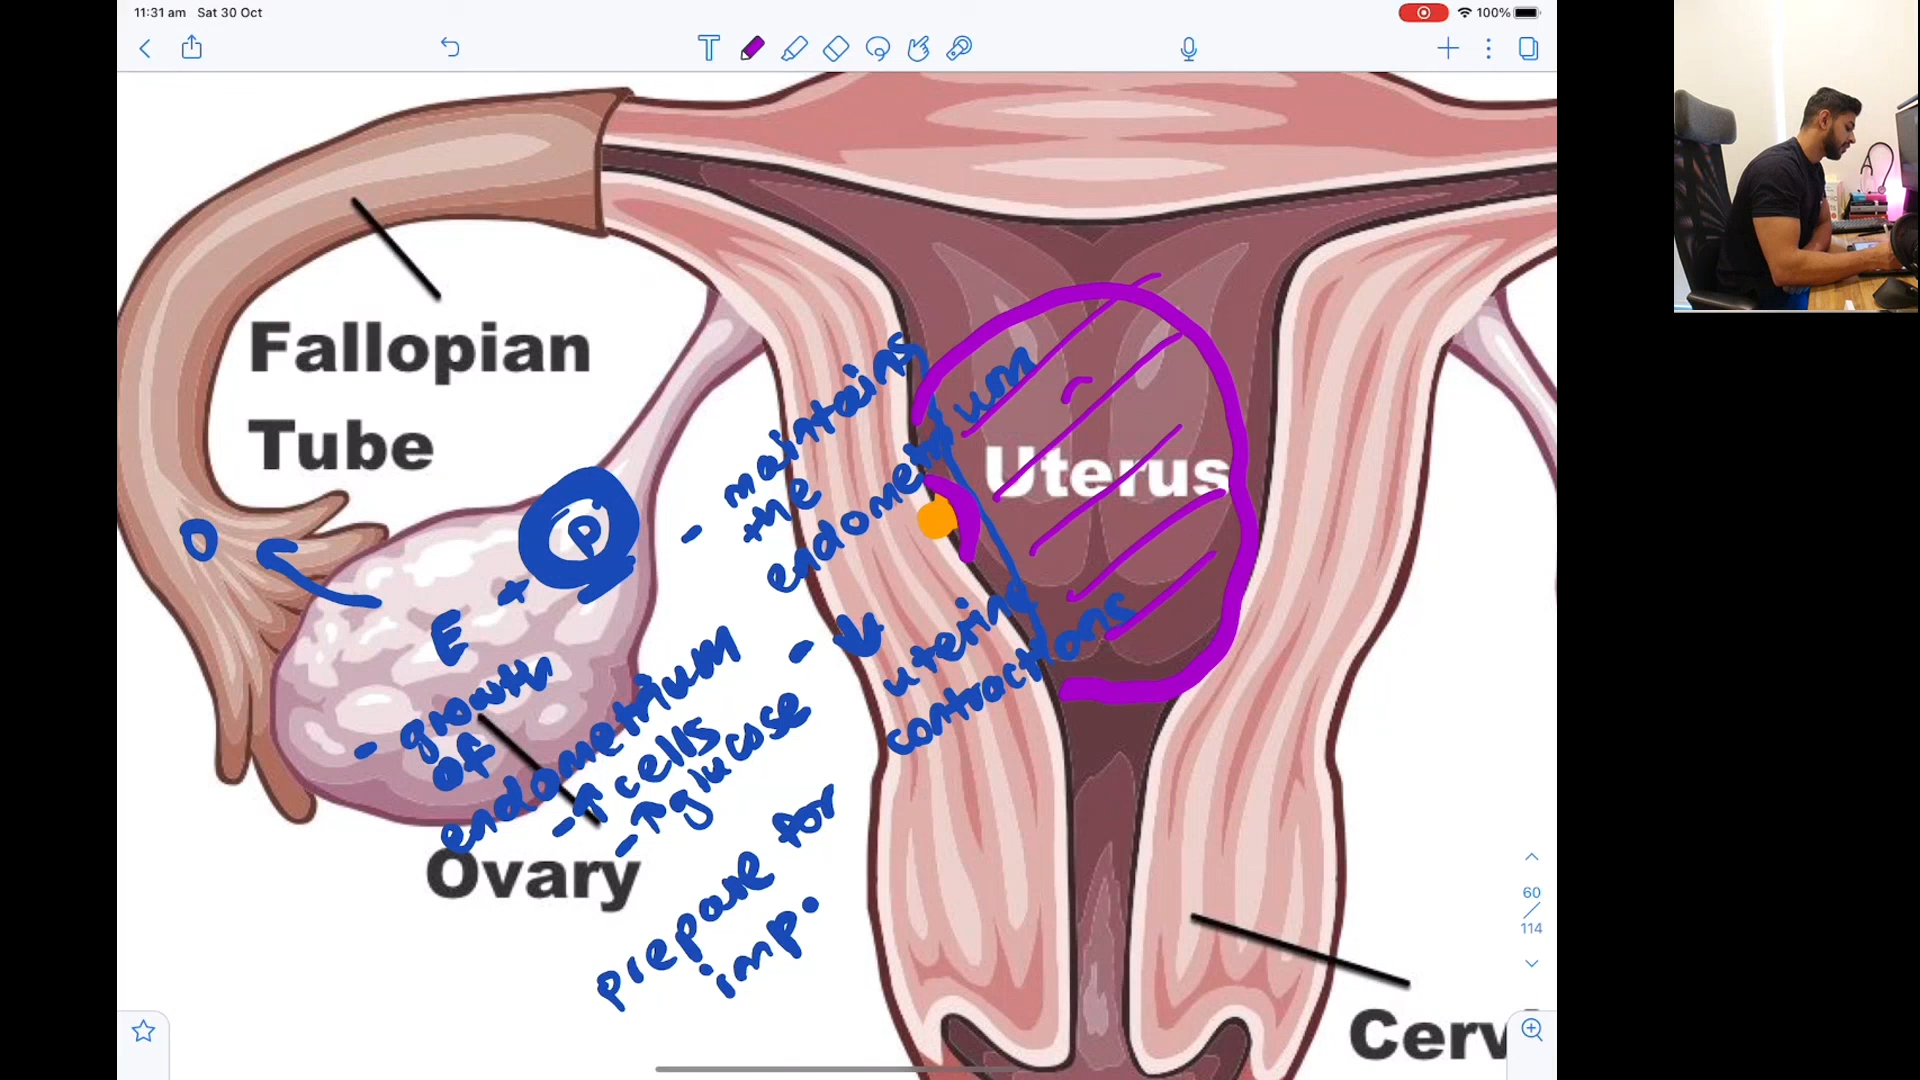 11:31 am Sat 30 Oct
100%
Fallopian
Tube
Uterus
Ovary
Cerv
O
E + P
- maintains
the
endometrium
- ↓
uterine
contractions
- growth
of
endometrium
- ↑ cells
- ↑ glucose
prepare for
imp.
60
114